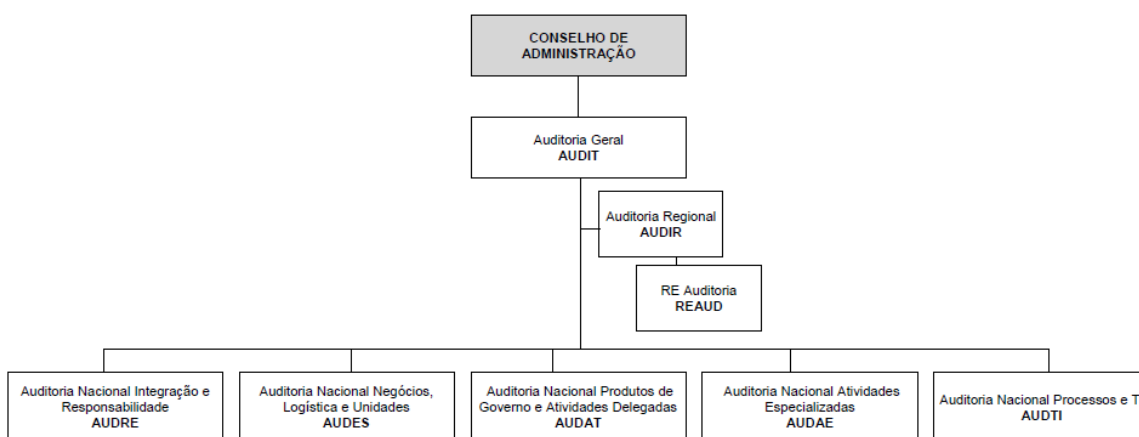 CONSELHO DE
ADMINISTRAÇÃO
Auditoria Geral
AUDIT
Auditoria Regional
AUDIR
RE Auditoria
REAUD
Auditoria Nacional Integração e
Responsabilidade
AUDRE
Auditoria Nacional Negócios,
Logística e Unidades
AUDES
Auditoria Nacional Produtos de
Governo e Atividades Delegadas
AUDAT
Auditoria Nacional Atividades
Especializadas
AUDAE
Auditoria Nacional Processos e
AUDTI